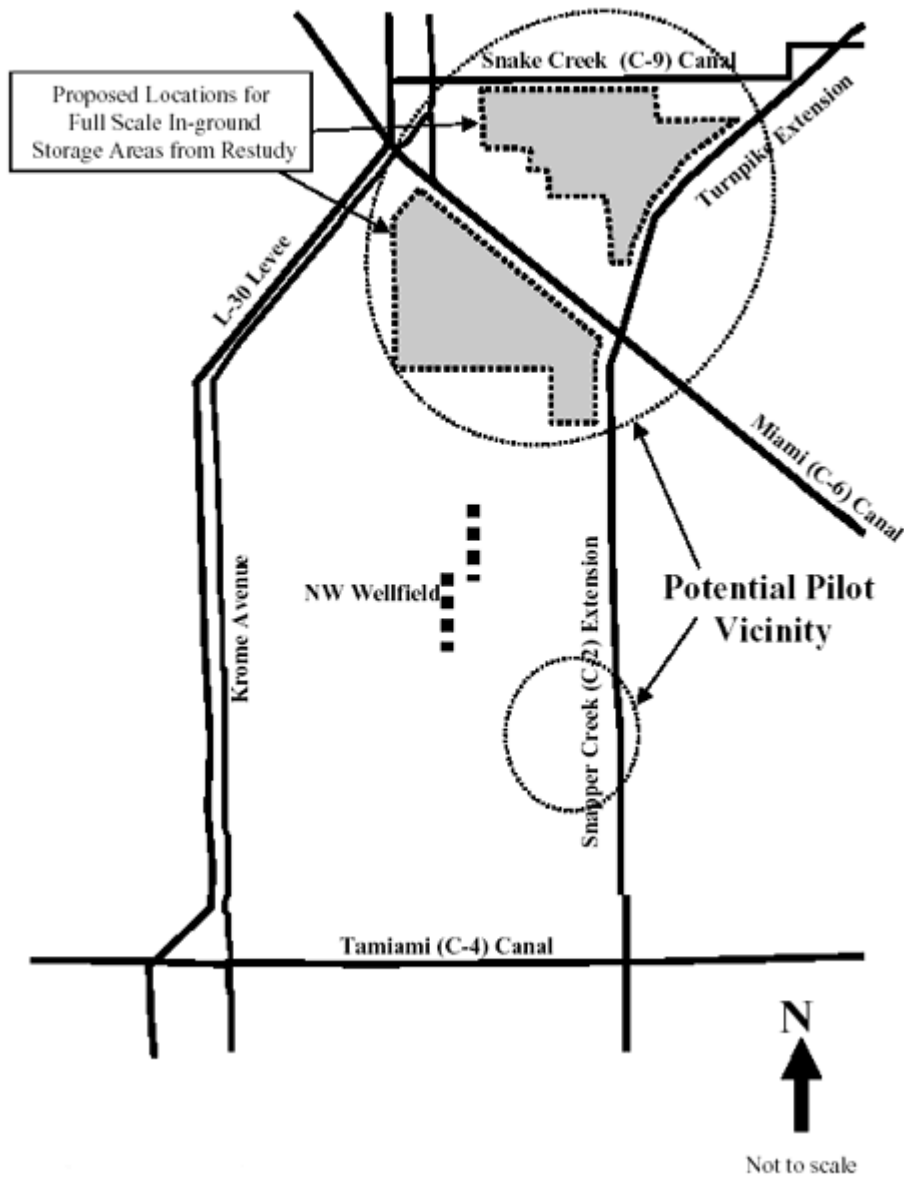 Snake Creek (C-9) Canal
Proposed Locations for
Full Scale In-ground
Storage Areas from Restudy
Turnpike Extension
L-30 Levee
Miami (C-6) Canal
NW Wellfield
Potential Pilot
Vicinity
Krome Avenue
Snapper Creek (C-2) Extension
Tamiami (C-4) Canal
N
Not to scale